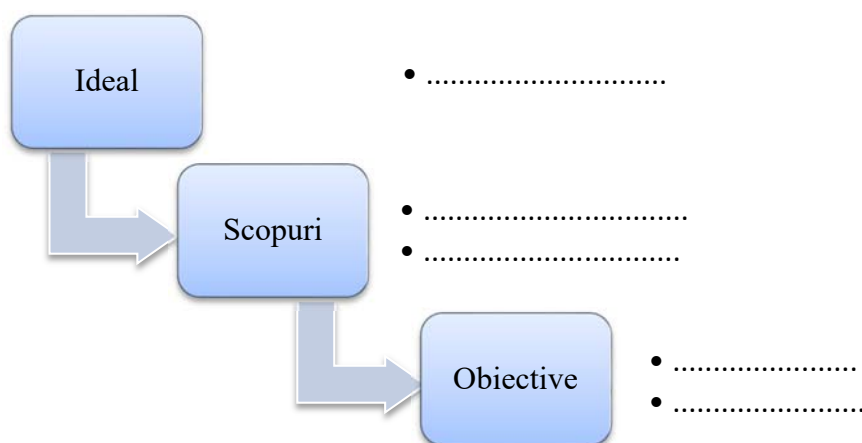 Ideal
• ..............................
Scopuri
• .................................
• ................................
Obiective
• .......................
• ........................